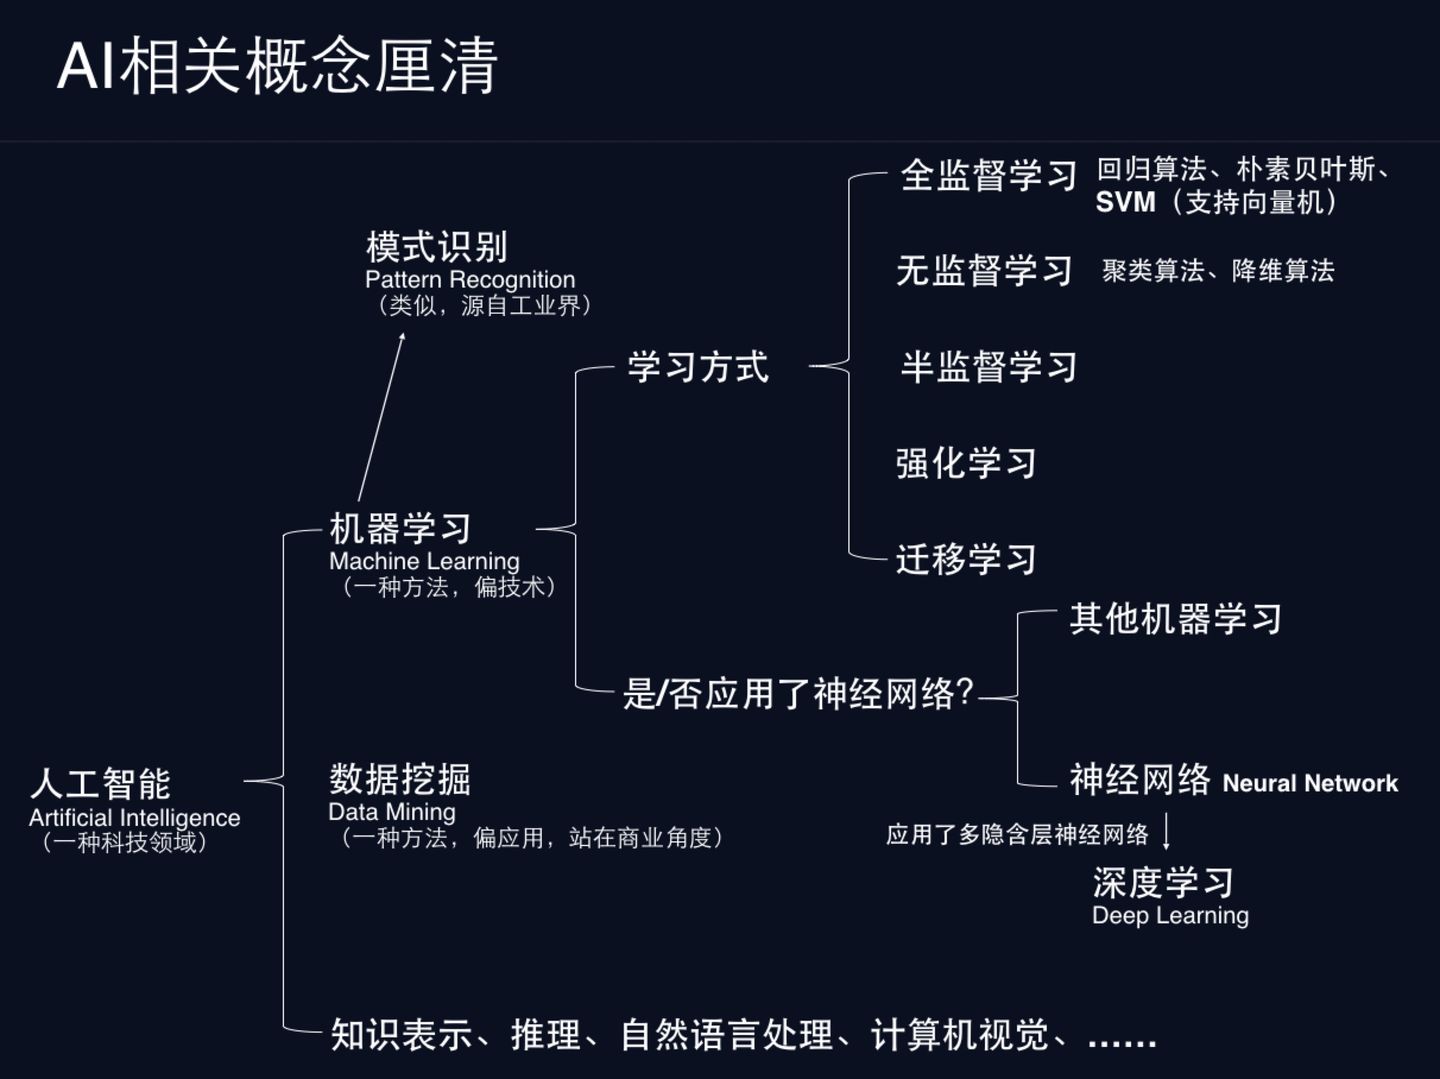 AI相关概念厘清
全监督学习 回归算法、朴素贝叶斯、
SVM（支持向量机）
模式识别
Pattern Recognition
（类似，源自工业界）
无监督学习 聚类算法、降维算法
学习方式
半监督学习
强化学习
机器学习
Machine Learning
（一种方法，偏技术）
迁移学习
其他机器学习
是/否应用了神经网络?
人工智能
Artificial Intelligence
（一种科技领域）
数据挖掘
Data Mining
（一种方法，偏应用，站在商业角度）
神经网络 Neural Network
应用了多隐含层神经网络
深度学习
Deep Learning
知识表示、推理、自然语言处理、计算机视觉、......